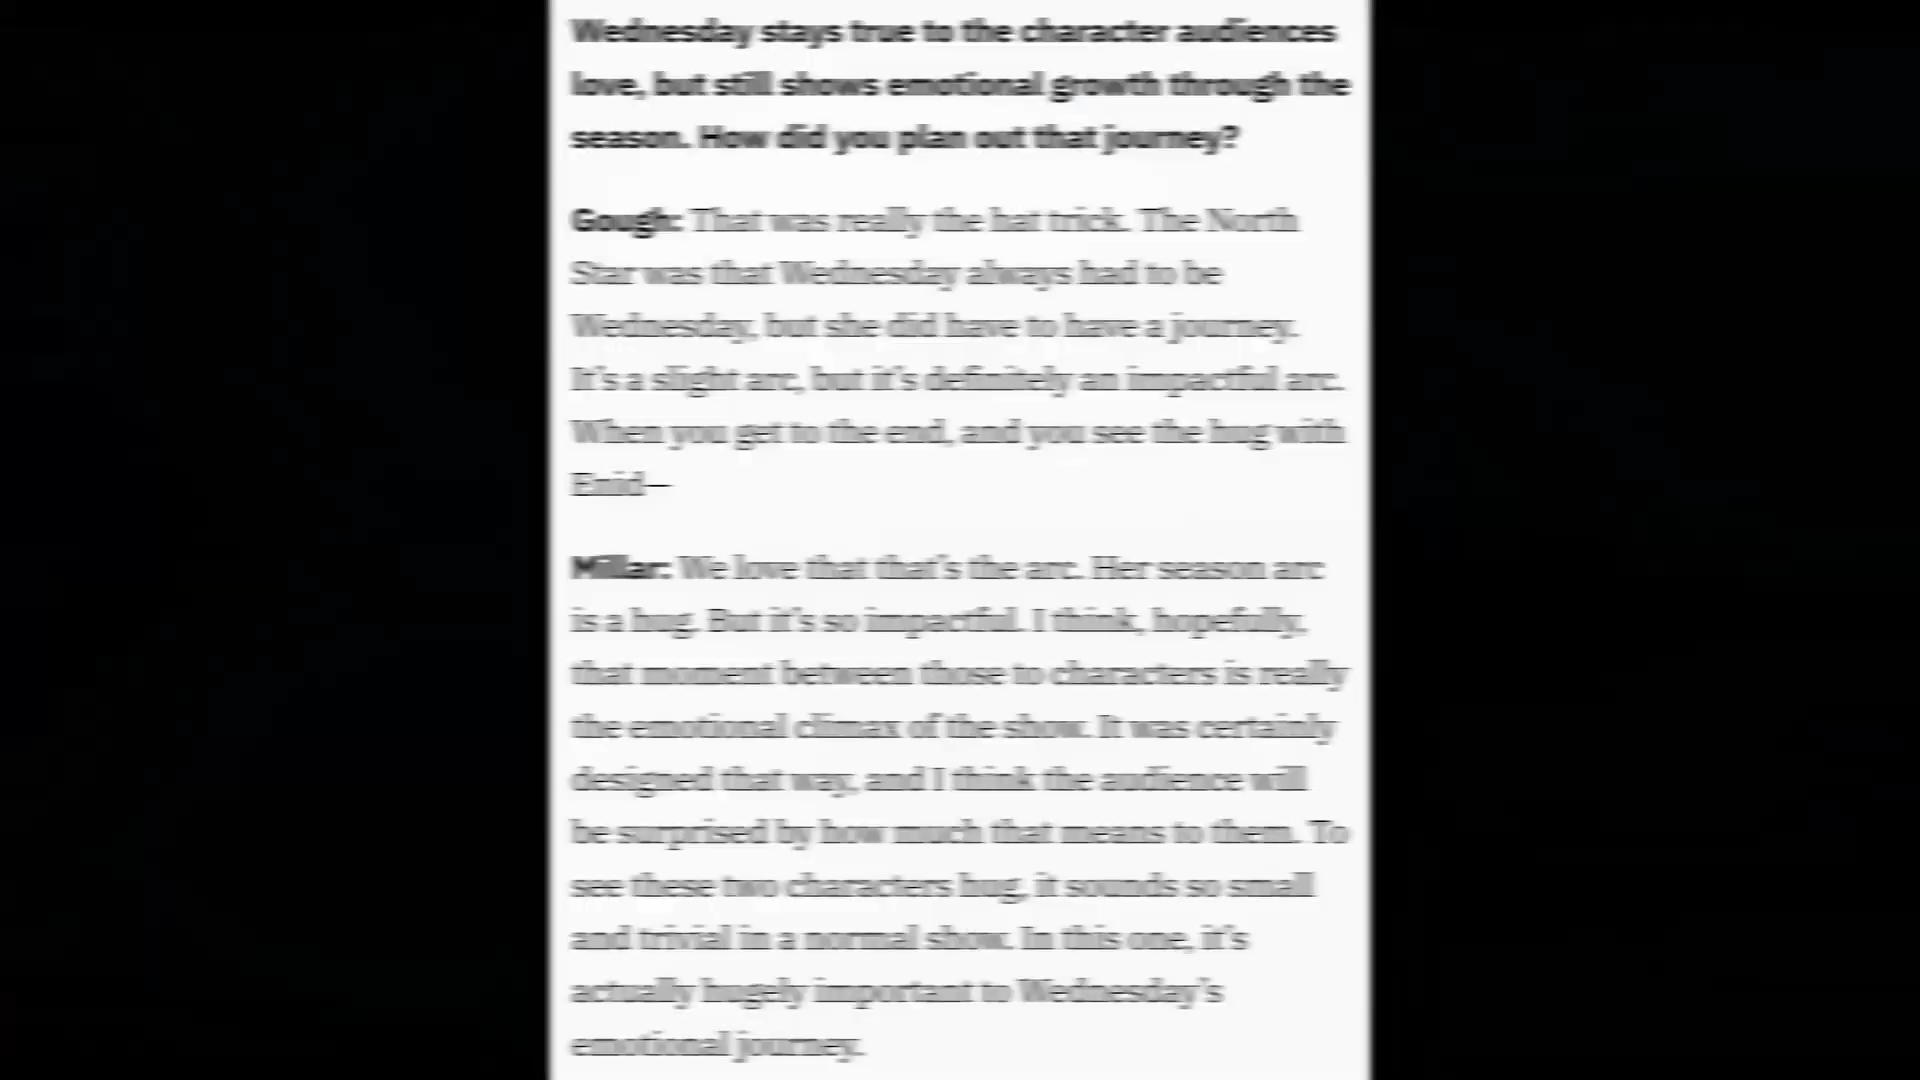 Wednesday stays true to the character audiences
love, but still shows emotional growth through the
season. How did you plan out that journey?
Gough: That was really the hat trick. The North
Star was that Wednesday always had to be
Wednesday, but she did have to have a journey.
It's a slight arc, but it's definitely an impactful arc.
When you get to the end, and you see the hug with
Enid—
Millar: We love that that's the arc. Her season arc
is a hug. But it's so impactful. I think, hopefully,
that moment between those to characters is really
the emotional climax of the show. It was certainly
designed that way, and I think the audience will
be surprised by how much that means to them. To
see these two characters hug, it sounds so small
and trivial in a normal show. In this one, it's
actually hugely important to Wednesday's
emotional journey.